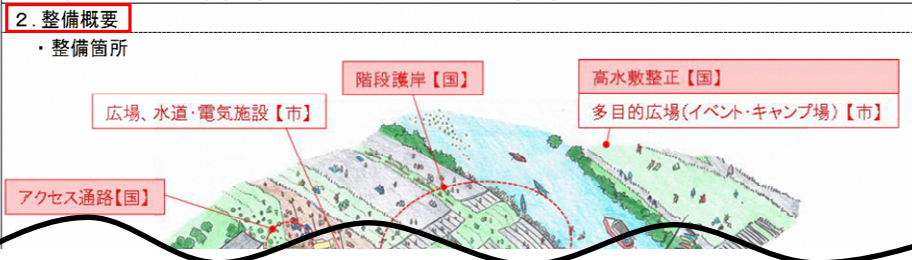 2.整備概要
・整備箇所
階段護岸【国】
高水敷整正【国】
広場、水道・電気施設【市】
多目的広場(イベント・キャンプ場)【市】
アクセス通路【国】